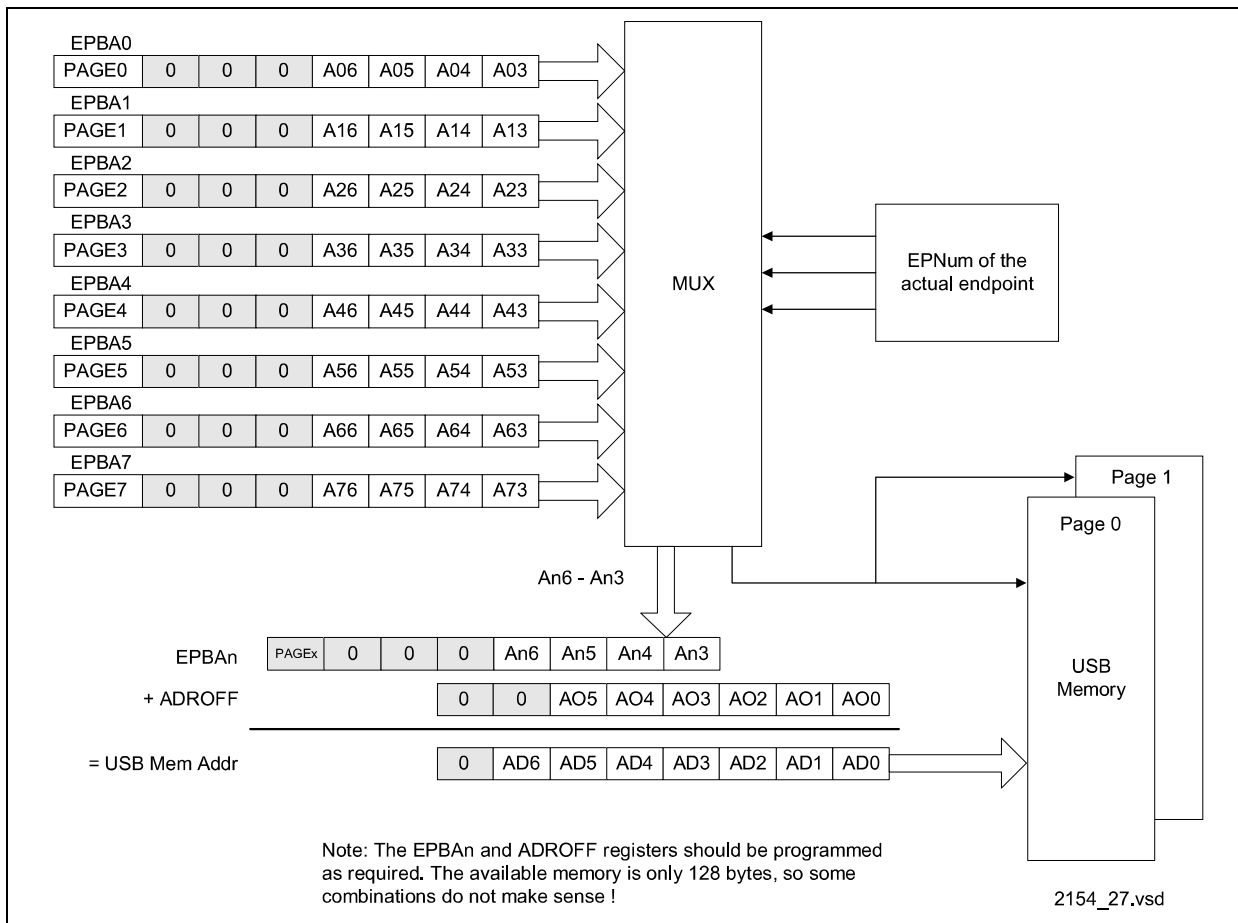 EPBA0
PAGE0 0 0 0 A06 A05 A04 A03
EPBA1
PAGE1 0 0 0 A16 A15 A14 A13
EPBA2
PAGE2 0 0 0 A26 A25 A24 A23
EPBA3
PAGE3 0 0 0 A36 A35 A34 A33
EPBA4
PAGE4 0 0 0 A46 A45 A44 A43
EPBA5
PAGE5 0 0 0 A56 A55 A54 A53
EPBA6
PAGE6 0 0 0 A66 A65 A64 A63
EPBA7
PAGE7 0 0 0 A76 A75 A74 A73
MUX
EPNum of the
actual endpoint
Page 1
Page 0
USB
Memory
An6 - An3
EPBAn PAGEx 0 0 0 An6 An5 An4 An3
+ ADROFF 0 0 AO5 AO4 AO3 AO2 AO1 AO0
= USB Mem Addr 0 AD6 AD5 AD4 AD3 AD2 AD1 AD0
Note: The EPBAn and ADROFF registers should be programmed
as required. The available memory is only 128 bytes, so some
combinations do not make sense !
2154_27.vsd